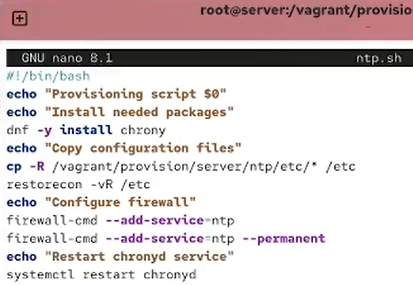 root@server:/vagrant/provisio
GNU nano 8.1 ntp.sh
#!/bin/bash
echo "Provisioning script $0"
echo "Install needed packages"
dnf -y install chrony
echo "Copy configuration files"
cp -R /vagrant/provision/server/ntp/etc/* /etc
restorecon -vR /etc
echo "Configure firewall"
firewall-cmd --add-service=ntp
firewall-cmd --add-service=ntp --permanent
echo "Restart chronyd service"
systemctl restart chronyd